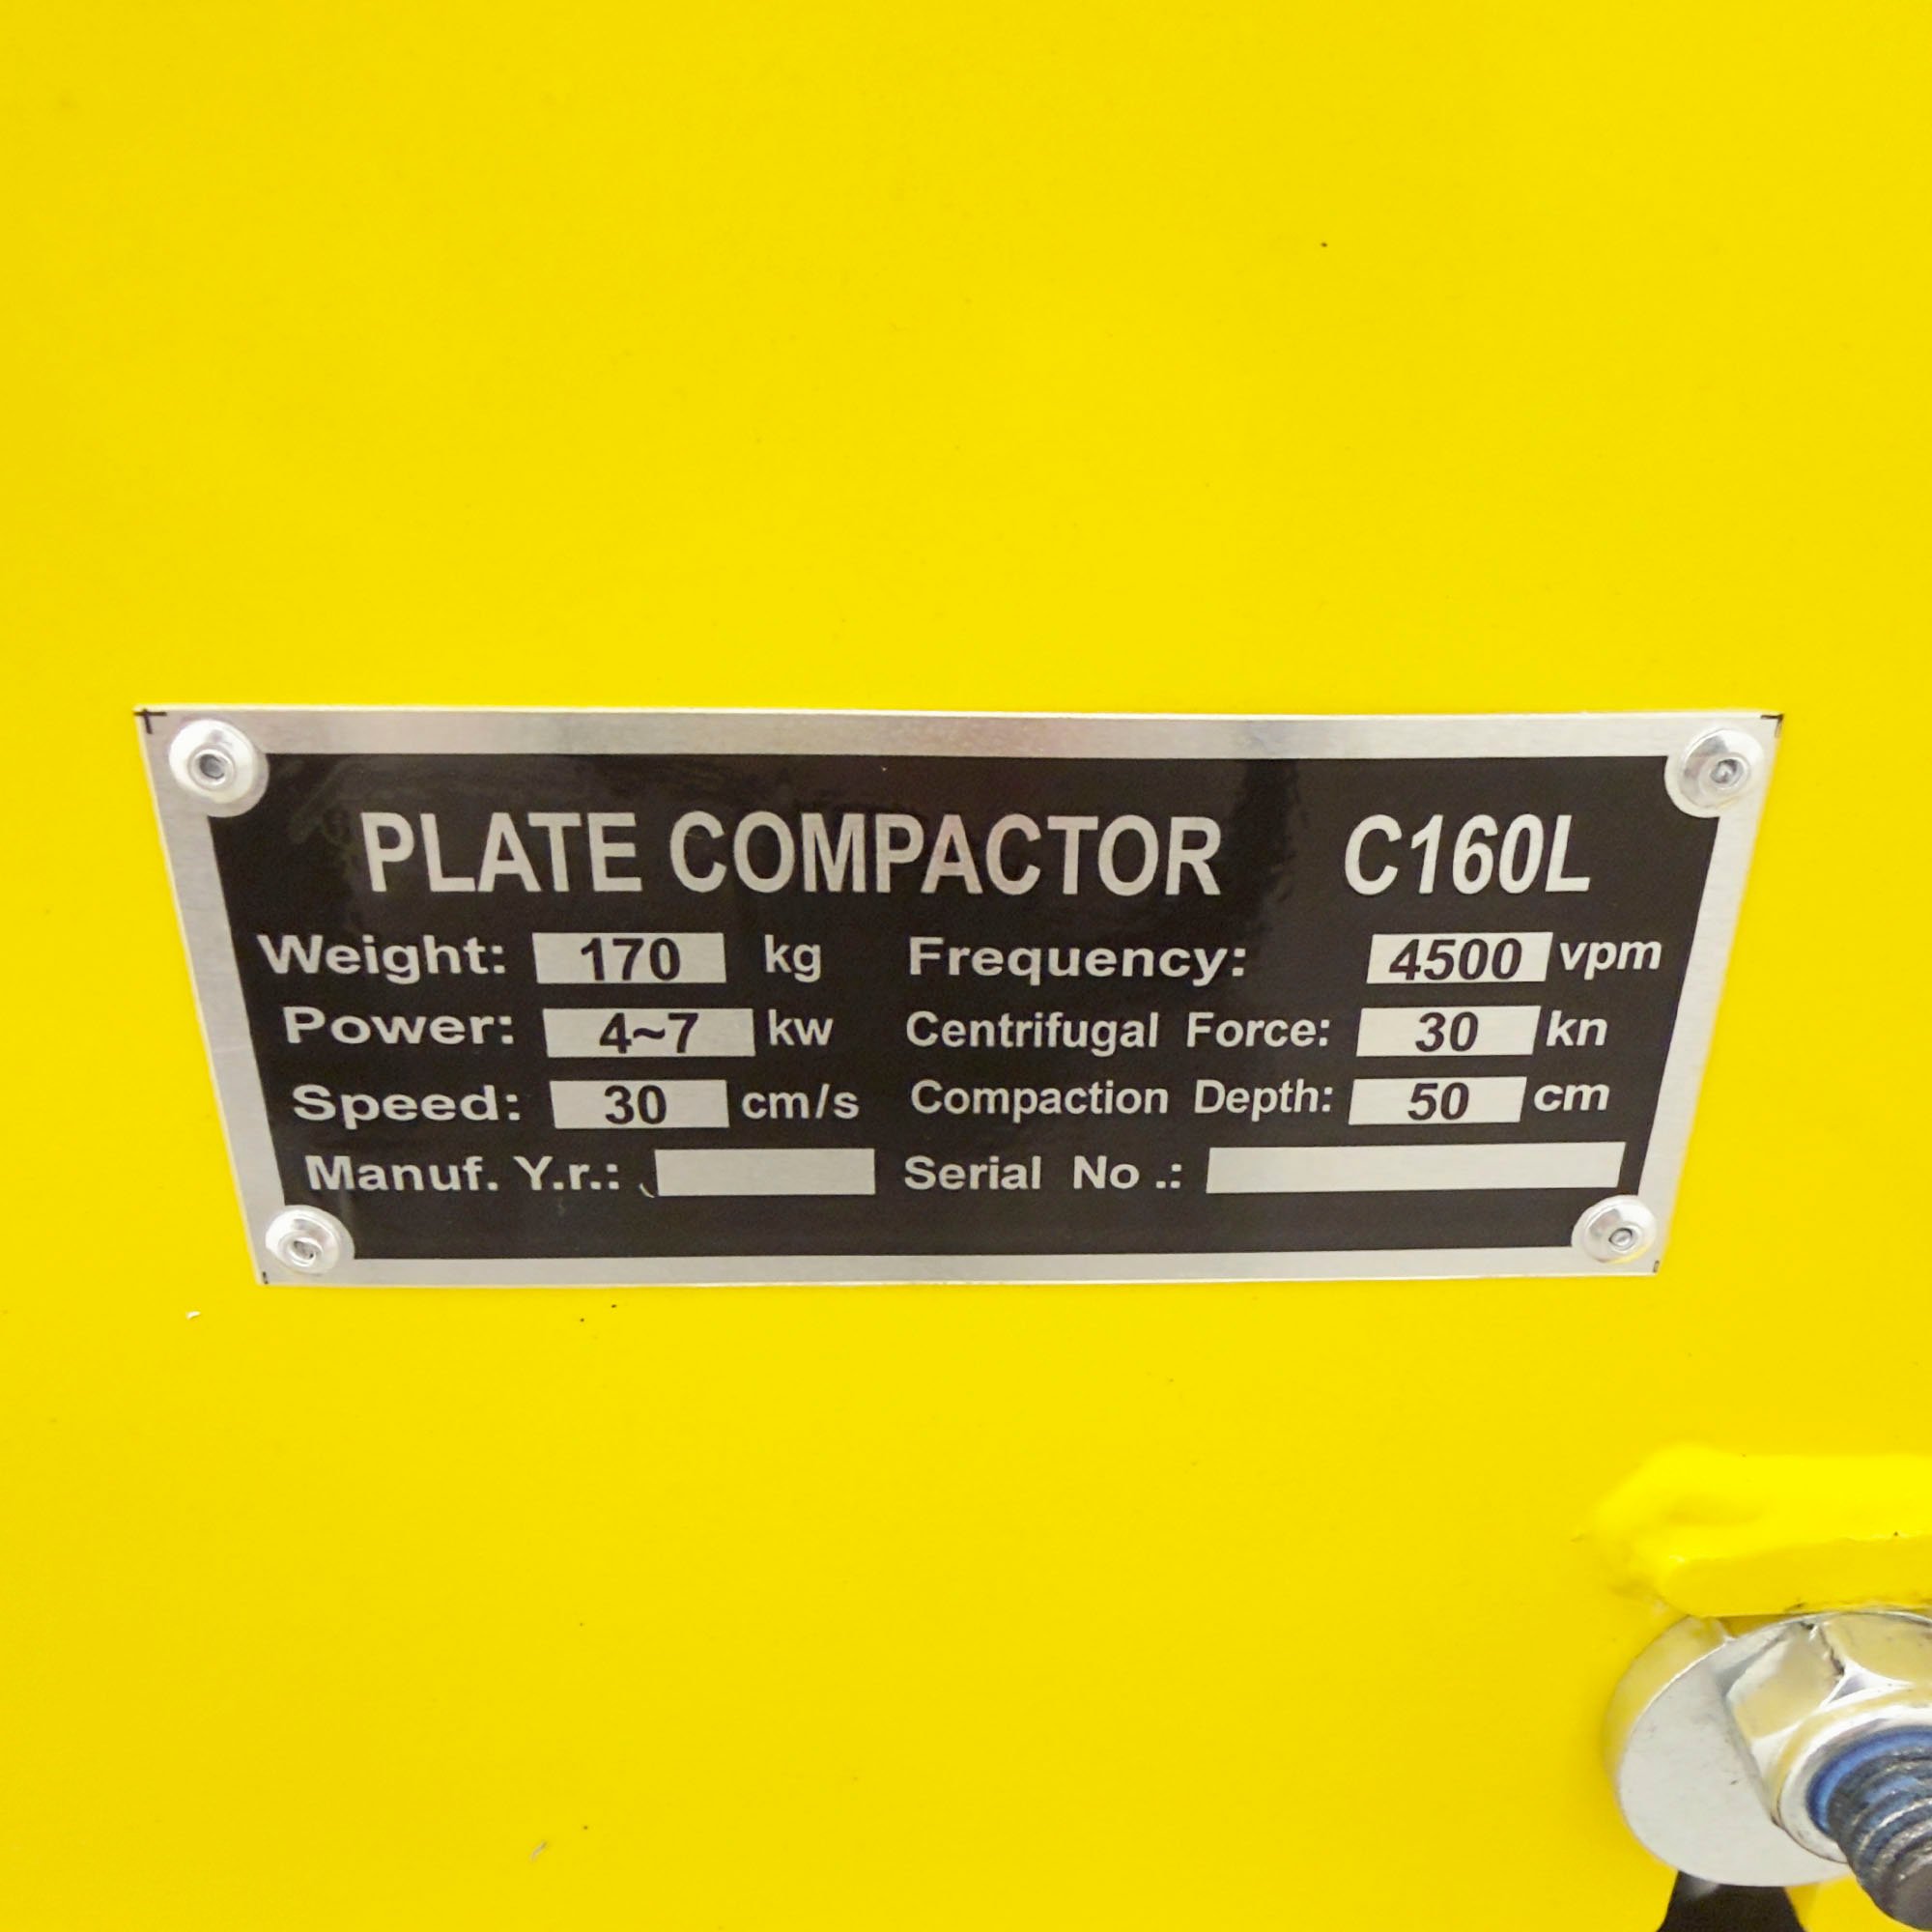 PLATE COMPACTOR C160L
Weight: 170 kg Frequency: 4500 vpm
Power: 4~7 kw Centrifugal Force: 30 kn
Speed: 30 cm/s Compaction Depth: 50 cm
Manuf. Y.r.: Serial No .: